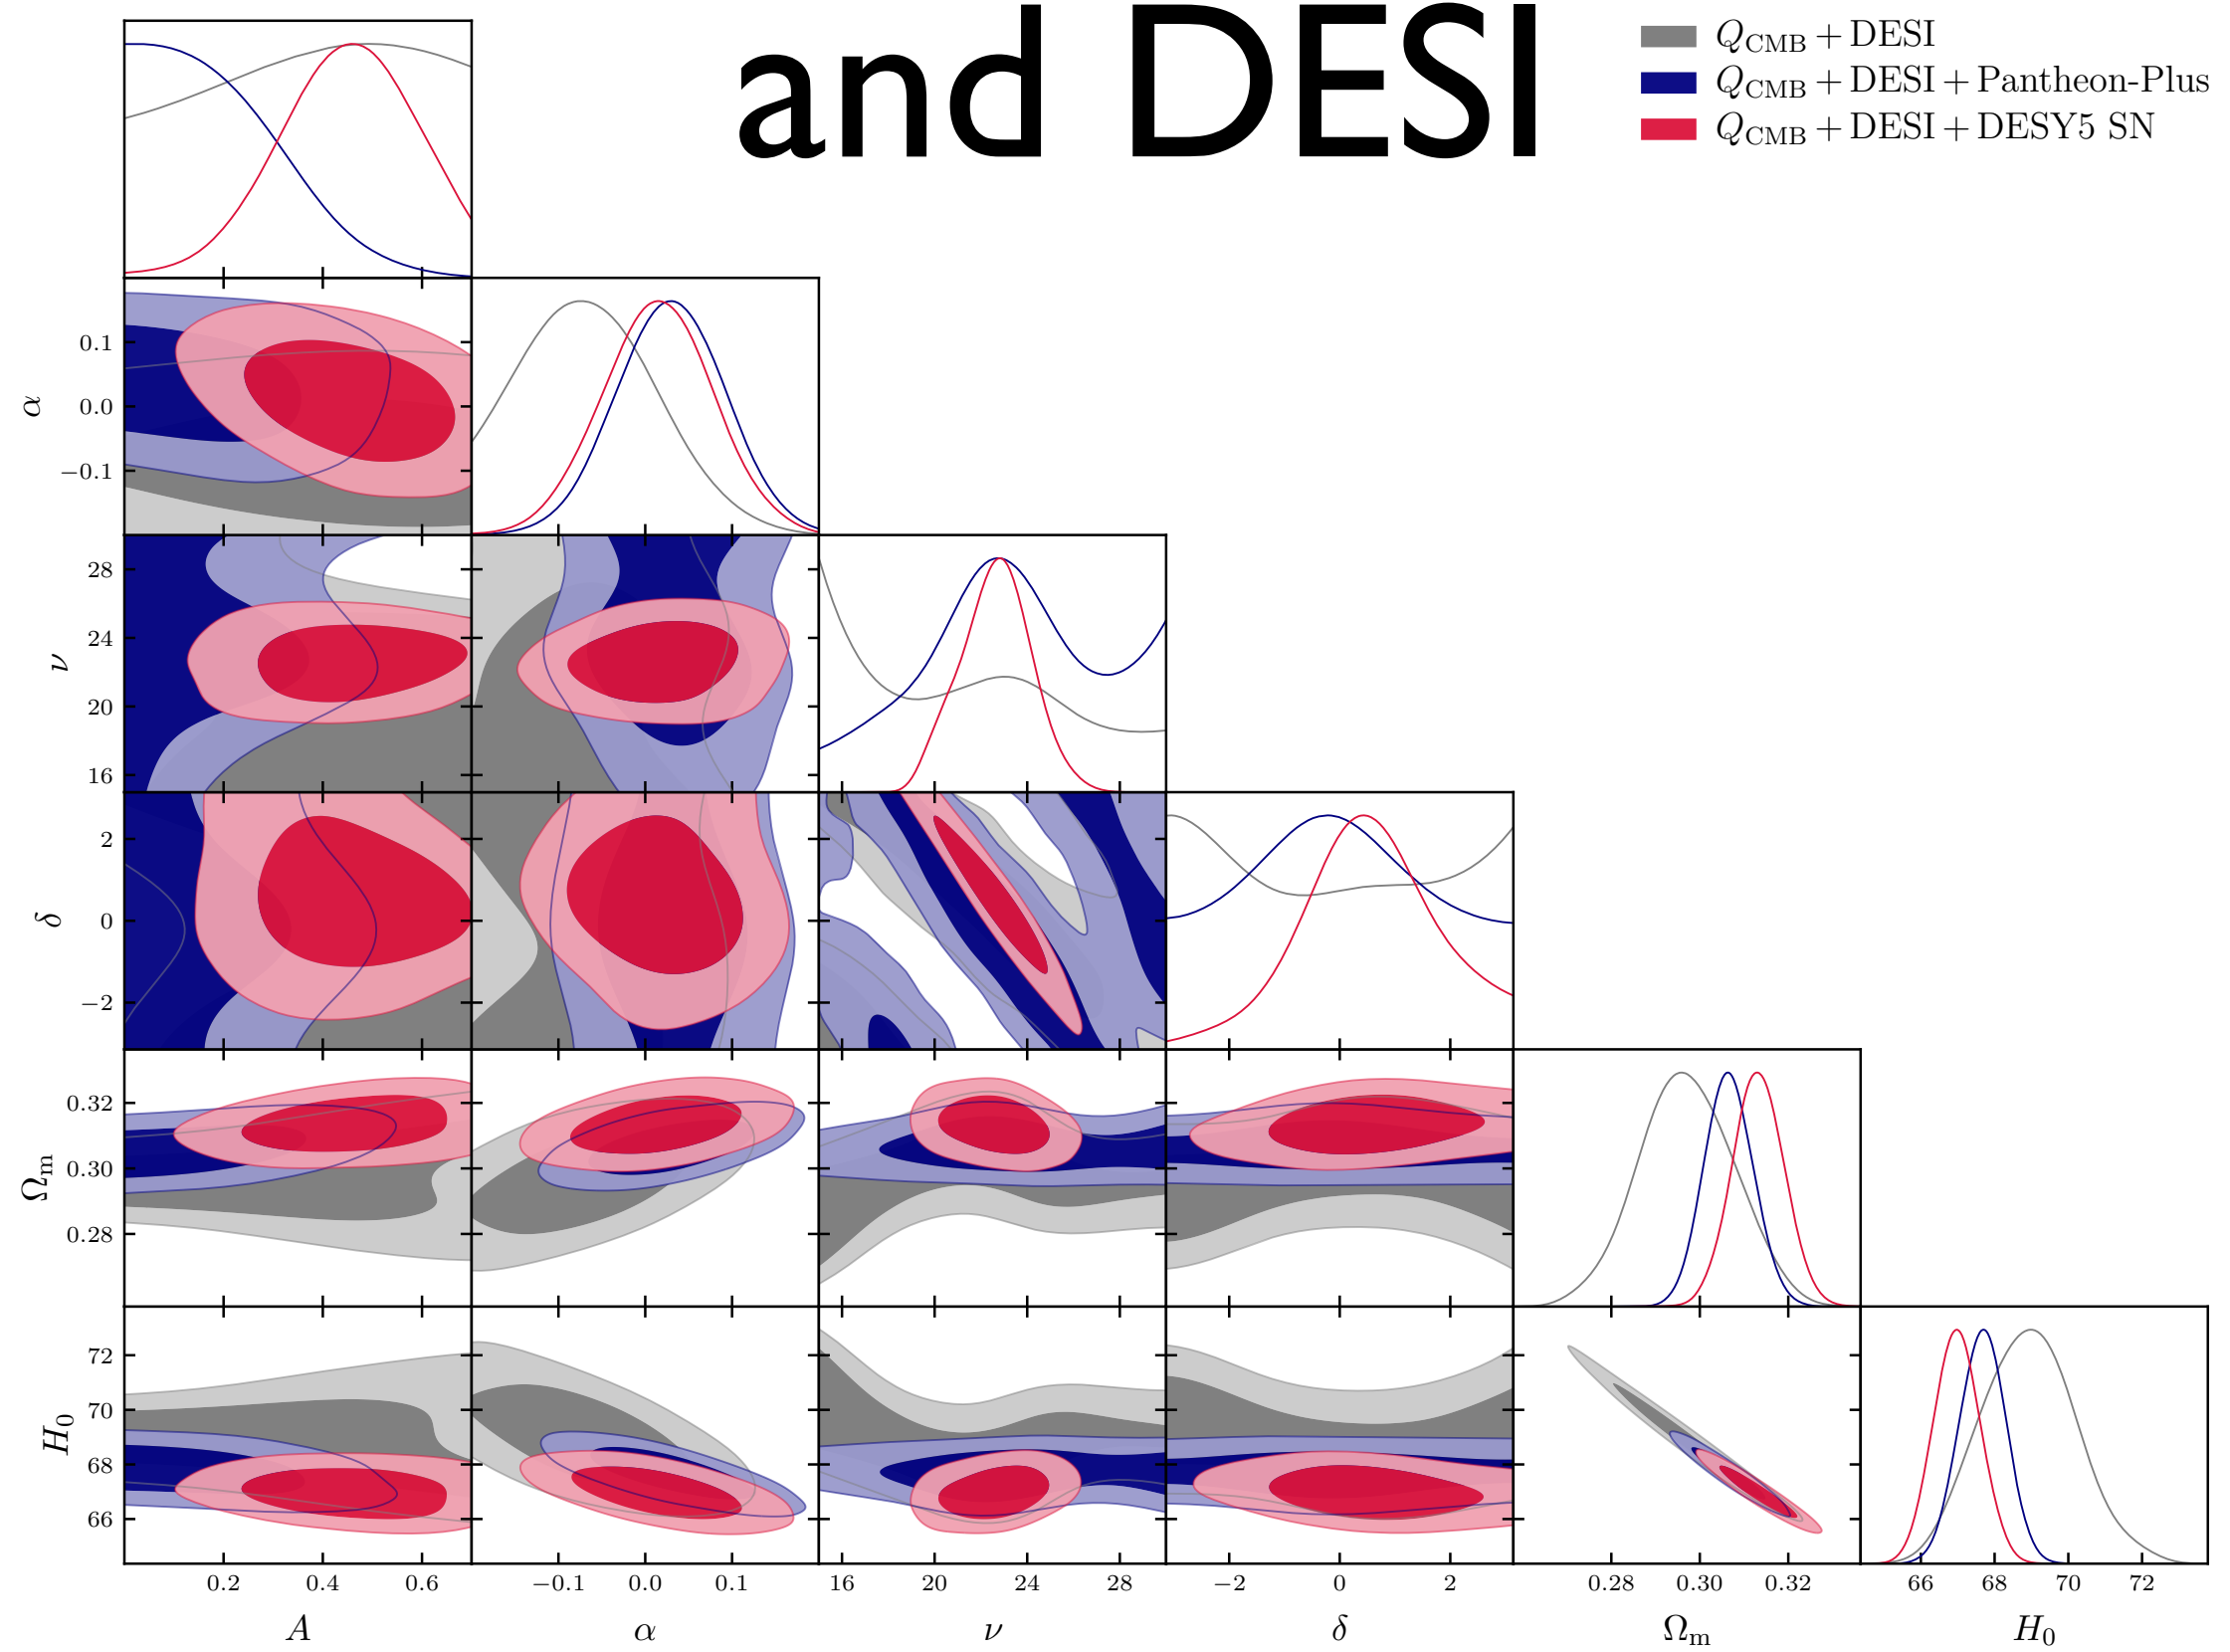 and DESI
Q_CMB + DESI
Q_CMB + DESI + Pantheon-Plus
Q_CMB + DESI + DESY5 SN
0.1
0.0
−0.1
α
28
24
20
16
ν
2
0
−2
δ
0.32
0.30
0.28
Ω_m
72
70
68
66
H_0
0.2 0.4 0.6 −0.1 0.0 0.1 16 20 24 28 −2 0 2 0.28 0.30 0.32 66 68 70 72
A α ν δ Ω_m H_0